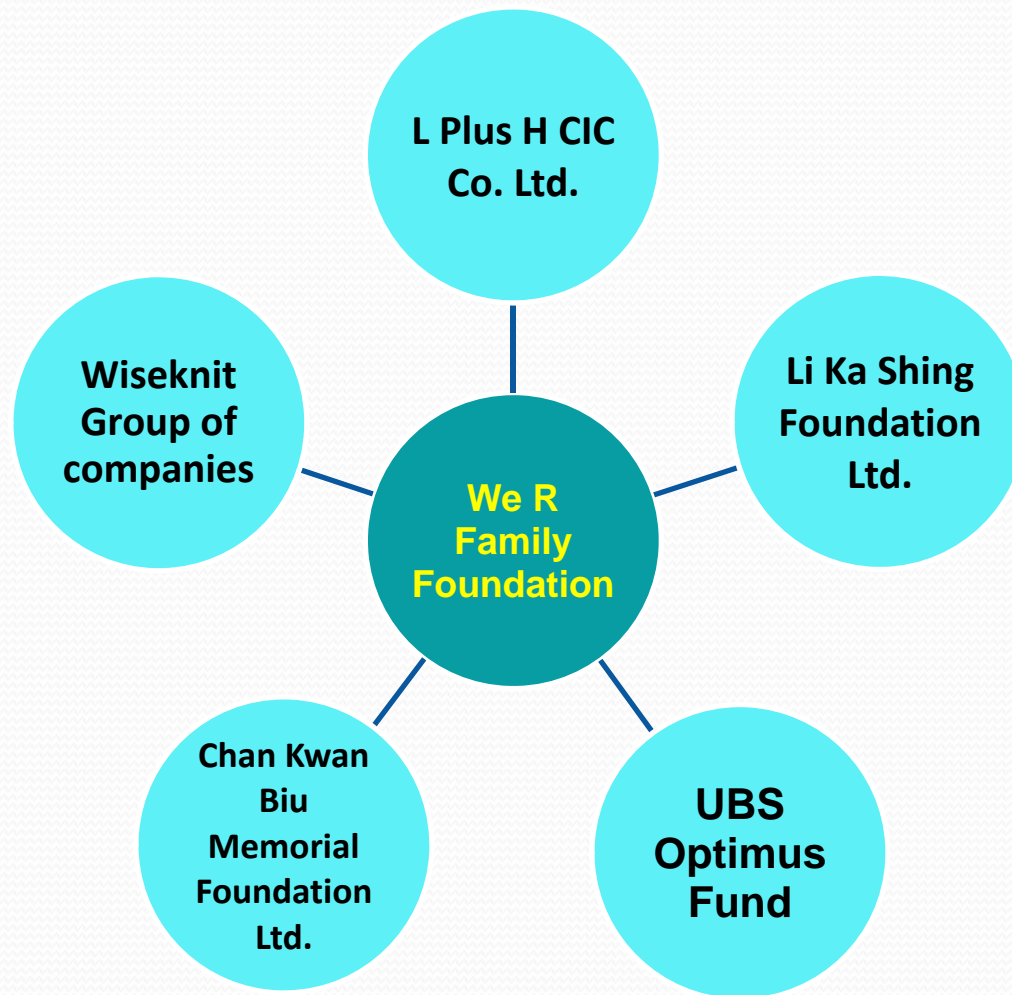 L Plus H CIC
Co. Ltd.
Wiseknit
Group of
companies
Li Ka Shing
Foundation
Ltd.
We R
Family
Foundation
Chan Kwan
Biu
Memorial
Foundation
Ltd.
UBS
Optimus
Fund